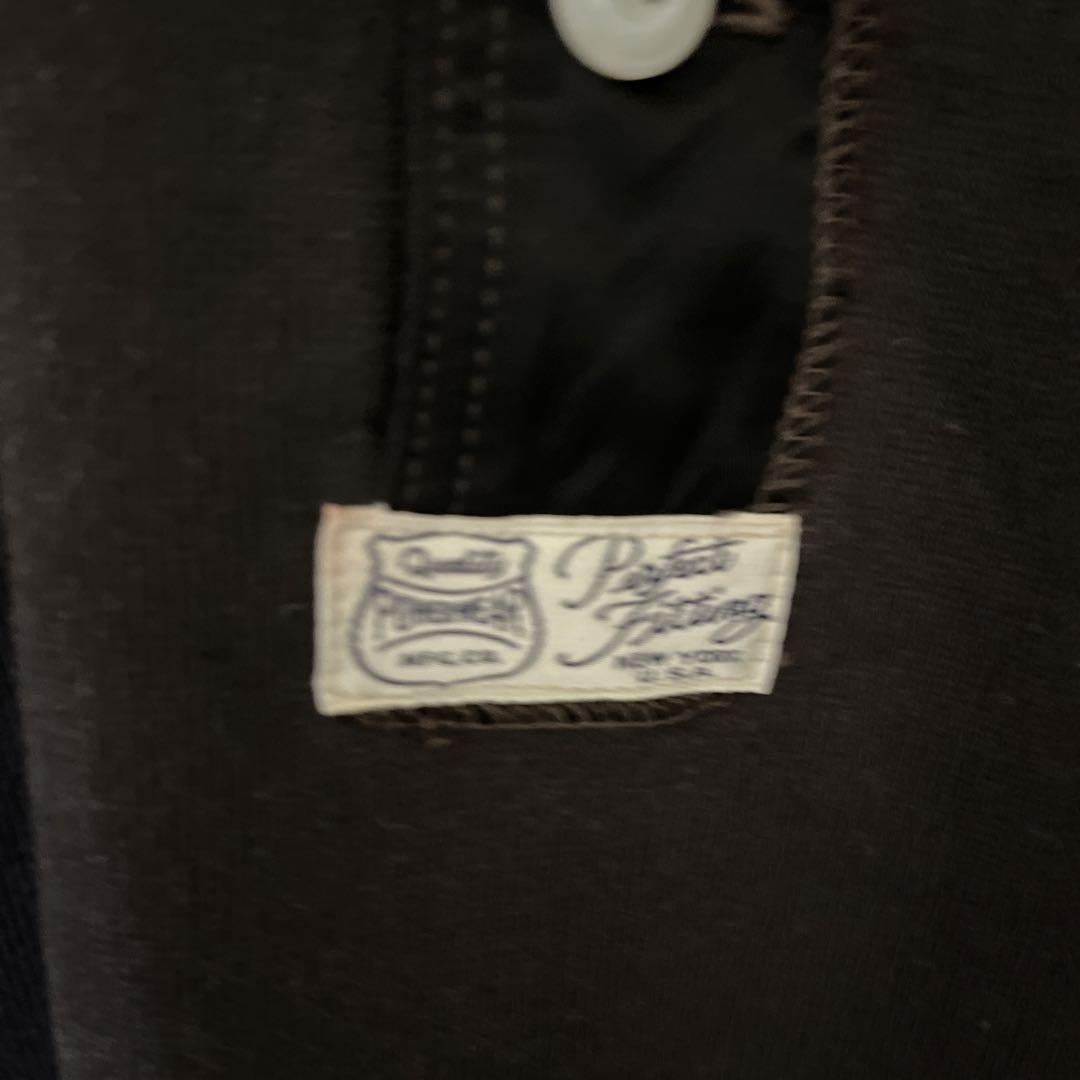 Quality
MFG.CO.
Perfect
Fitting
NEW YORK
U.S.A.